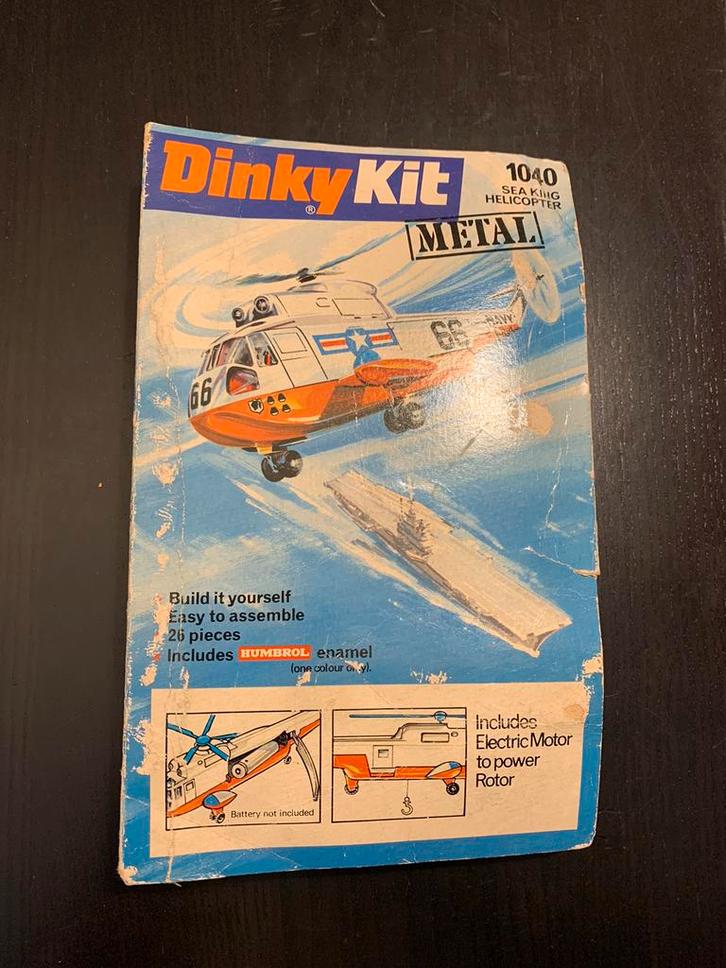 Dinky Kit
®
1040
SEA KING
HELICOPTER
METAL
66
66
NAVY
Build it yourself
Easy to assemble
26 pieces
Includes HUMBROL enamel
(one colour only).
Battery not included
Includes
Electric Motor
to power
Rotor